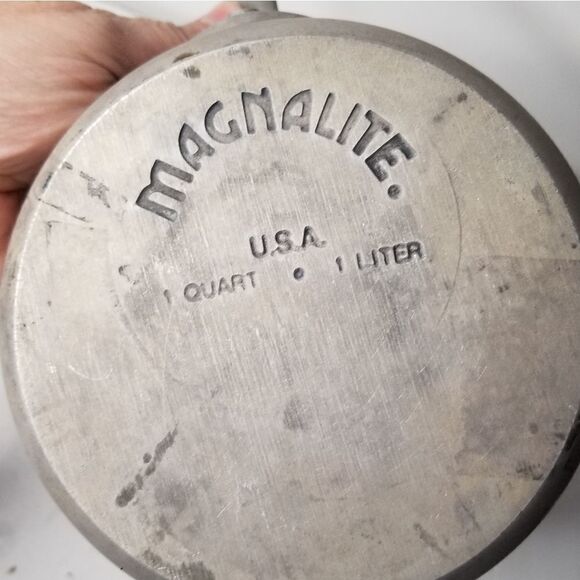 MAGNALITE.
U.S.A.
1 QUART • 1 LITER